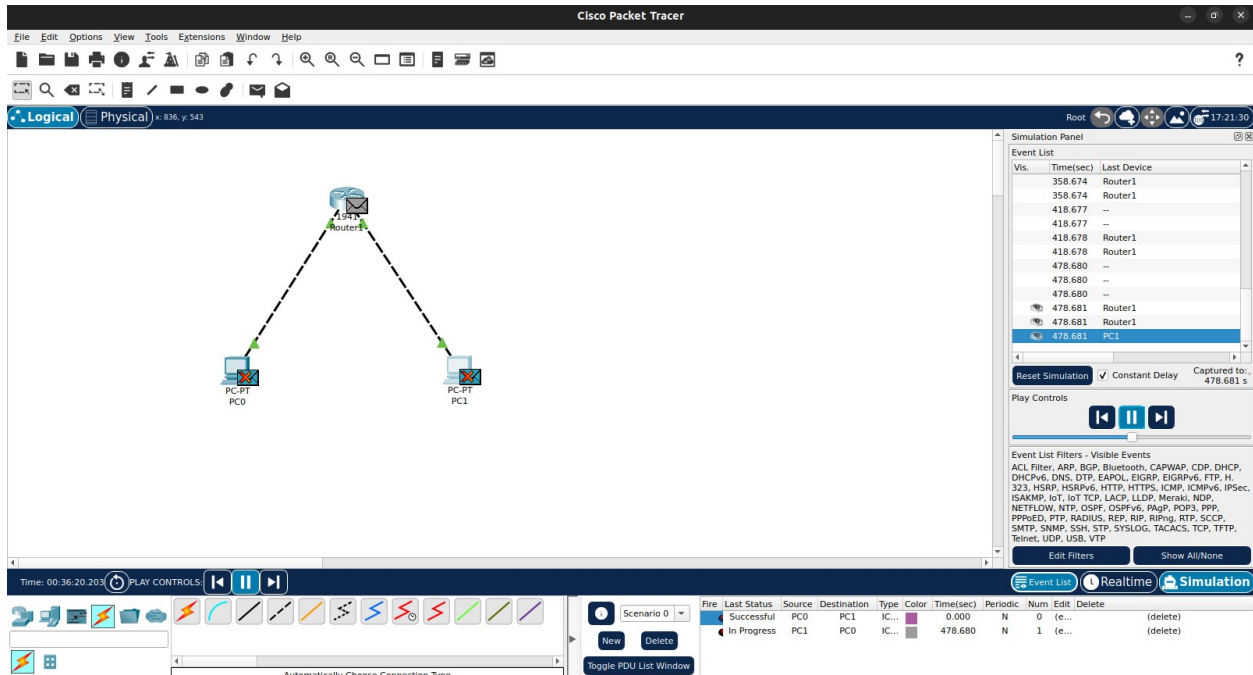 Cisco Packet Tracer
File Edit Options View Tools Extensions Window Help
?
Logical Physical x: 836, y: 543 Root 17:21:30
1941
Router1
PC-PT
PC0
PC-PT
PC1
Simulation Panel
Event List
Vis. Time(sec) Last Device
358.674 Router1
358.674 Router1
418.677 --
418.677 --
418.678 Router1
418.678 Router1
478.680 --
478.680 --
478.680 --
478.681 Router1
478.681 Router1
478.681 PC1
Reset Simulation Constant Delay Captured to:
478.681 s
Play Controls
Event List Filters - Visible Events
ACL Filter, ARP, BGP, Bluetooth, CAPWAP, CDP, DHCP,
DHCPv6, DNS, DTP, EAPOL, EIGRP, EIGRPv6, FTP, H.
323, HSRP, HSRPv6, HTTP, HTTPS, ICMP, ICMPv6, IPSec,
ISAKMP, IoT, IoT TCP, LACP, LLDP, Meraki, NDP,
NETFLOW, NTP, OSPF, OSPFv6, PAgP, POP3, PPP,
PPPoED, PTP, RADIUS, REP, RIP, RIPng, RTP, SCCP,
SMTP, SNMP, SSH, STP, SYSLOG, TACACS, TCP, TFTP,
Telnet, UDP, USB, VTP
Edit Filters Show All/None
Time: 00:36:20.203 PLAY CONTROLS: Event List Realtime Simulation
Scenario 0
New Delete
Toggle PDU List Window
Fire Last Status Source Destination Type Color Time(sec) Periodic Num Edit Delete
Successful PC0 PC1 IC... 0.000 N 0 (e... (delete)
In Progress PC1 PC0 IC... 478.680 N 1 (e... (delete)
Automatically Choose Connection Type